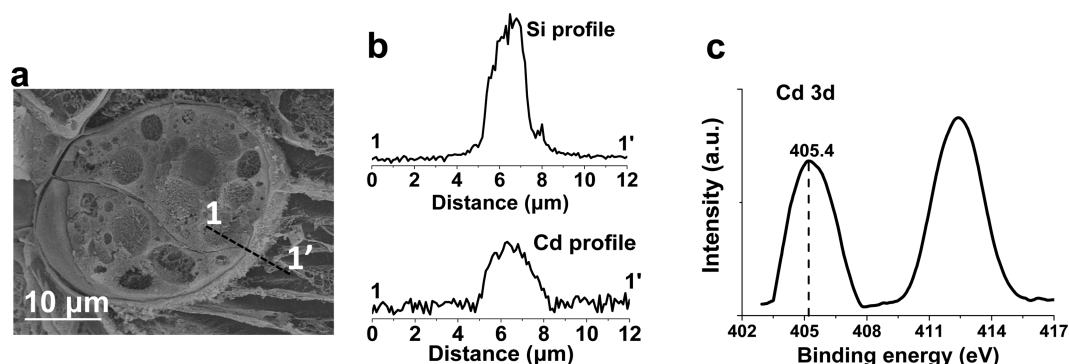 a
1
1’
10 µm
b
Si profile
1
1'
0 2 4 6 8 10 12
Distance (µm)
Cd profile
1
1'
0 2 4 6 8 10 12
Distance (µm)
c
Cd 3d
405.4
Intensity (a.u.)
402 405 408 411 414 417
Binding energy (eV)